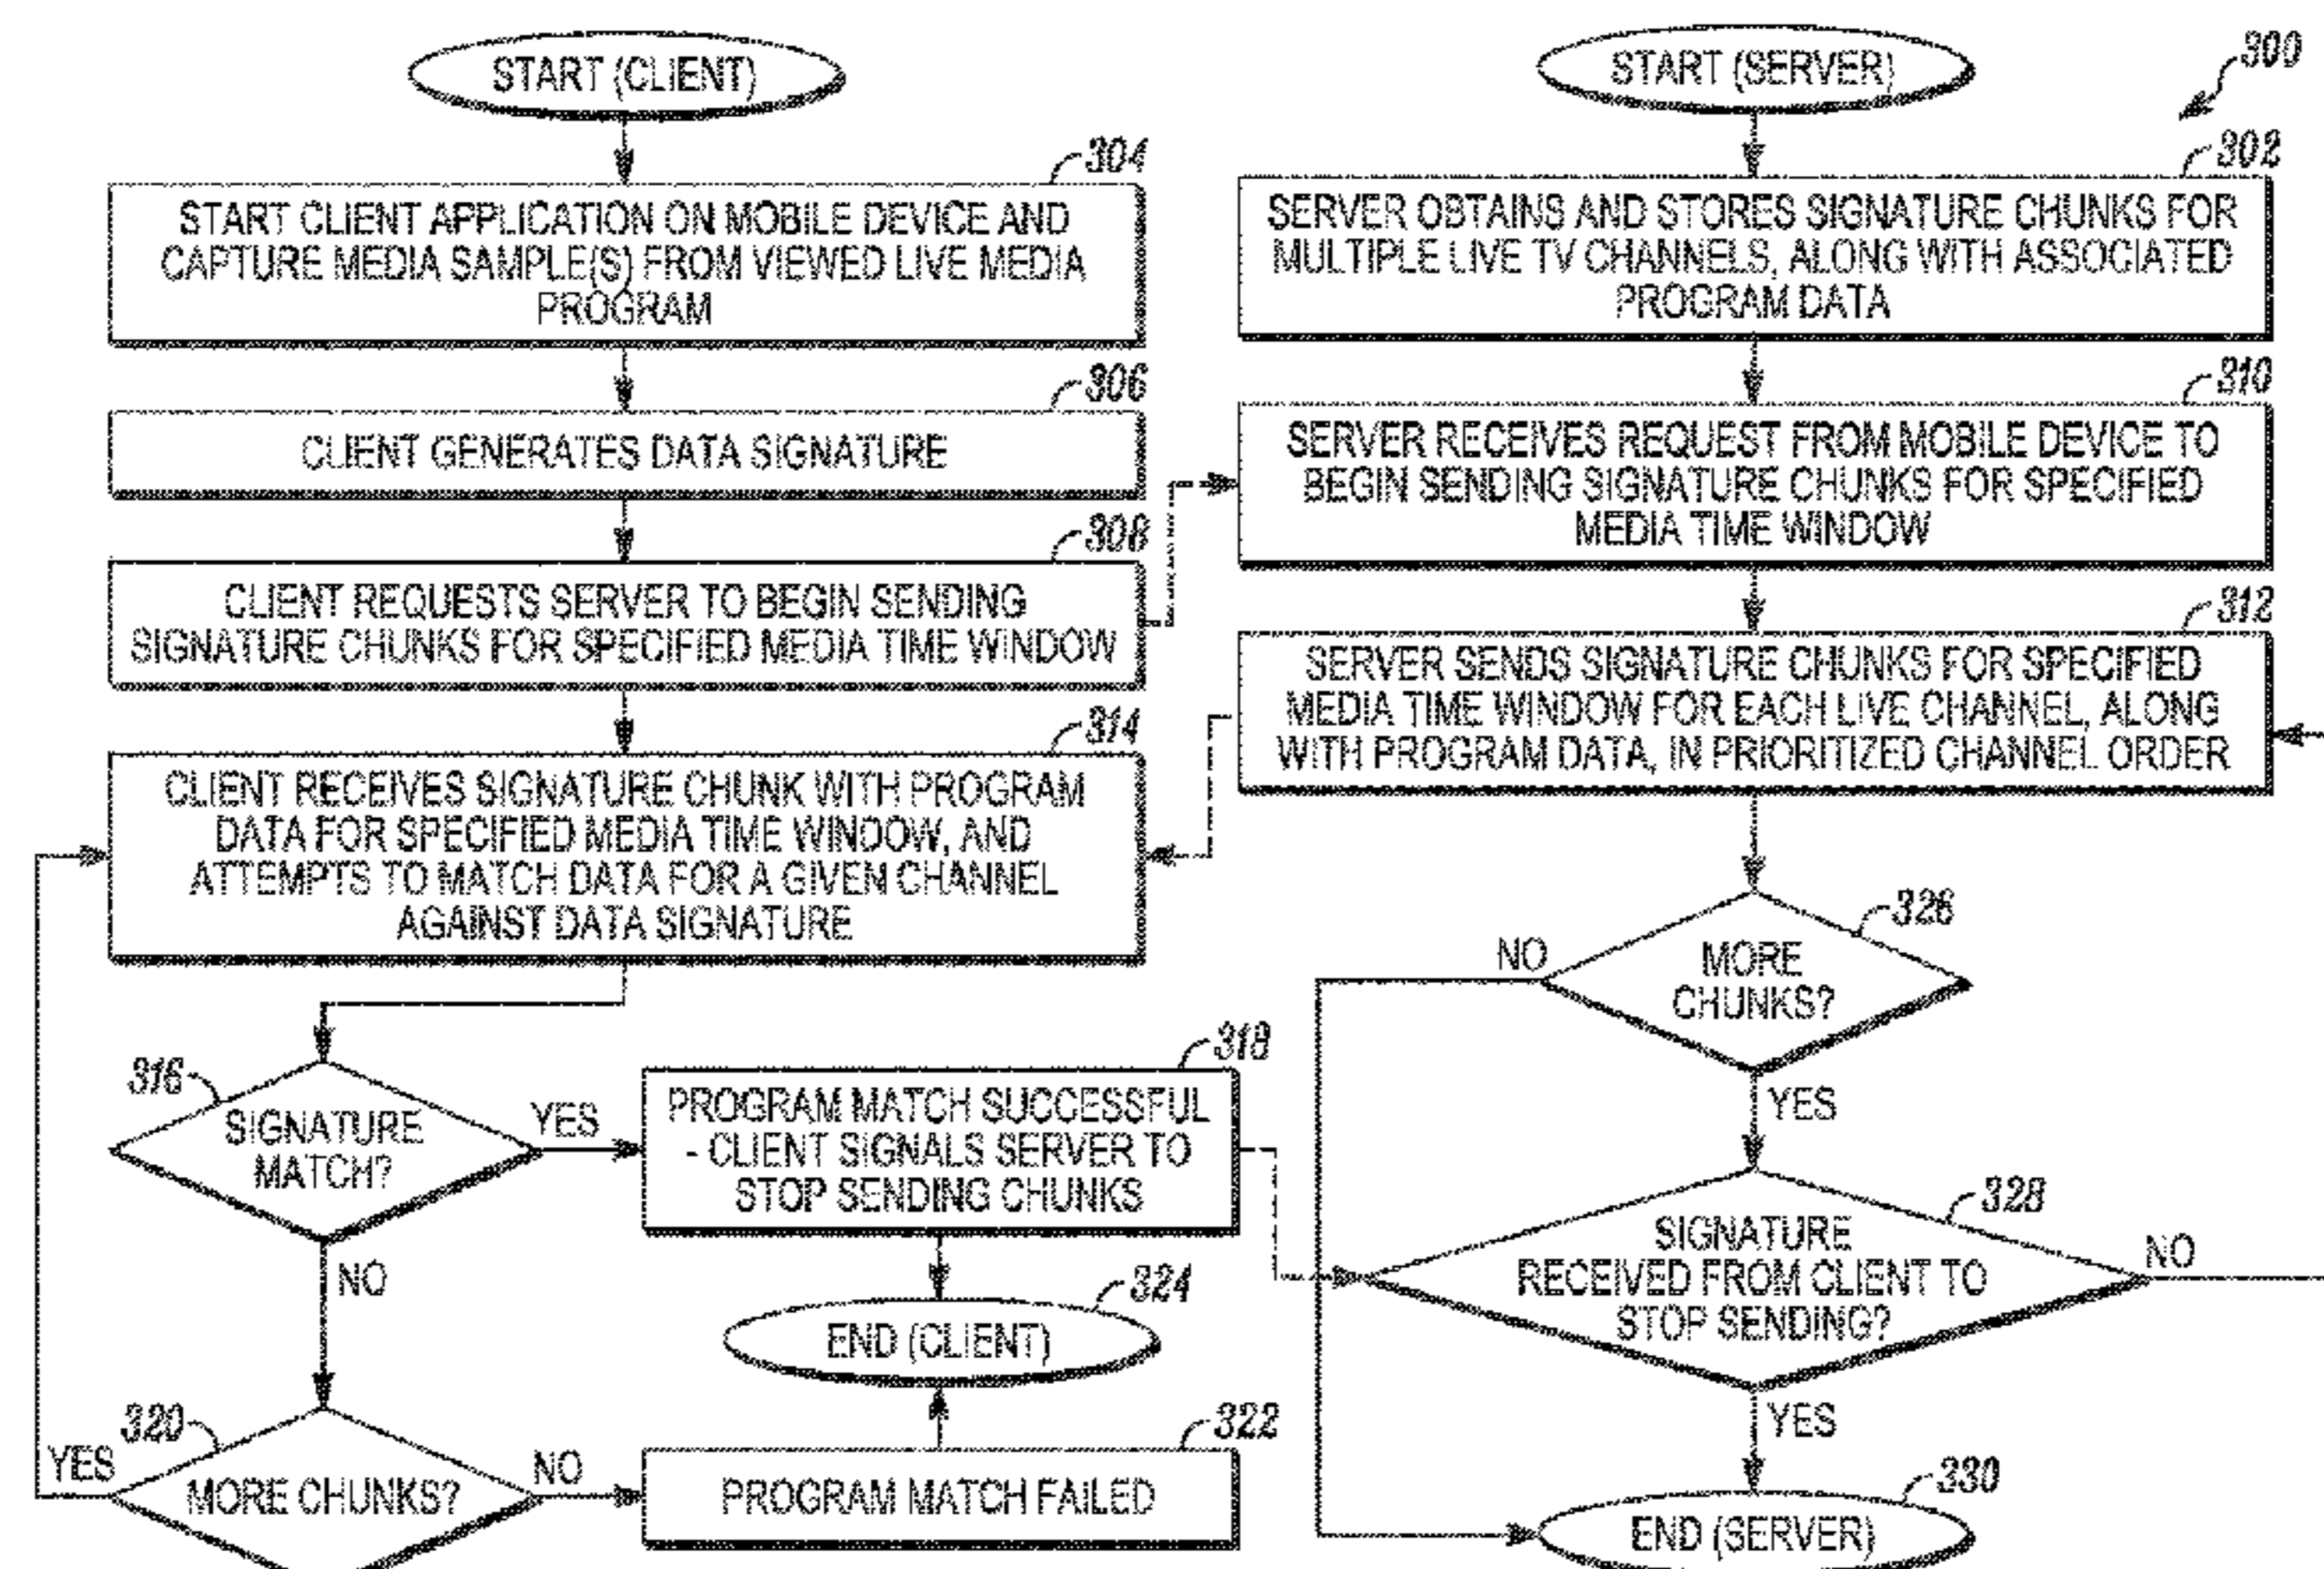 START (CLIENT)
304
START CLIENT APPLICATION ON MOBILE DEVICE AND
CAPTURE MEDIA SAMPLE(S) FROM VIEWED LIVE MEDIA
PROGRAM
306
CLIENT GENERATES DATA SIGNATURE
308
CLIENT REQUESTS SERVER TO BEGIN SENDING
SIGNATURE CHUNKS FOR SPECIFIED MEDIA TIME WINDOW
314
CLIENT RECEIVES SIGNATURE CHUNK WITH PROGRAM
DATA FOR SPECIFIED MEDIA TIME WINDOW, AND
ATTEMPTS TO MATCH DATA FOR A GIVEN CHANNEL
AGAINST DATA SIGNATURE
316
SIGNATURE
MATCH?
YES
NO
318
PROGRAM MATCH SUCCESSFUL
- CLIENT SIGNALS SERVER TO
STOP SENDING CHUNKS
324
END (CLIENT)
320
YES
MORE CHUNKS?
NO
322
PROGRAM MATCH FAILED
START (SERVER)
300
302
SERVER OBTAINS AND STORES SIGNATURE CHUNKS FOR
MULTIPLE LIVE TV CHANNELS, ALONG WITH ASSOCIATED
PROGRAM DATA
310
SERVER RECEIVES REQUEST FROM MOBILE DEVICE TO
BEGIN SENDING SIGNATURE CHUNKS FOR SPECIFIED
MEDIA TIME WINDOW
312
SERVER SENDS SIGNATURE CHUNKS FOR SPECIFIED
MEDIA TIME WINDOW FOR EACH LIVE CHANNEL, ALONG
WITH PROGRAM DATA, IN PRIORITIZED CHANNEL ORDER
326
NO
MORE
CHUNKS?
YES
328
SIGNATURE
RECEIVED FROM CLIENT TO
STOP SENDING?
NO
YES
330
END (SERVER)